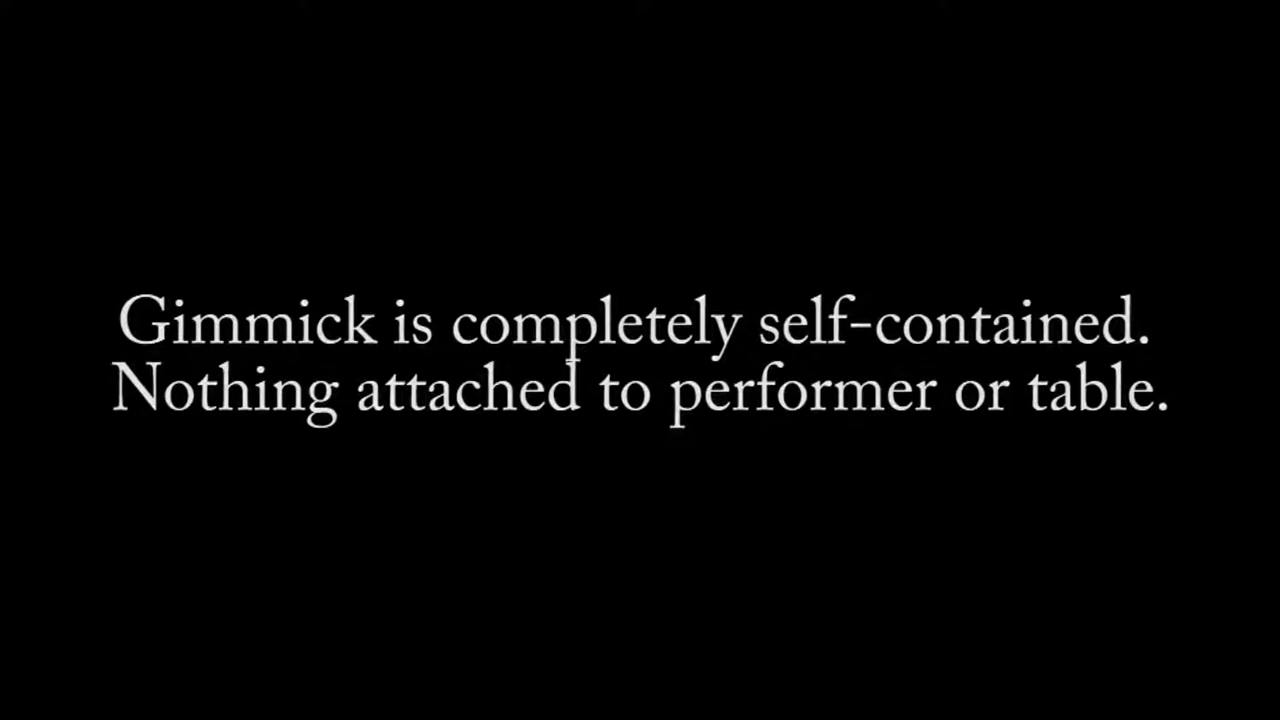 Gimmick is completely self-contained.
Nothing attached to performer or table.